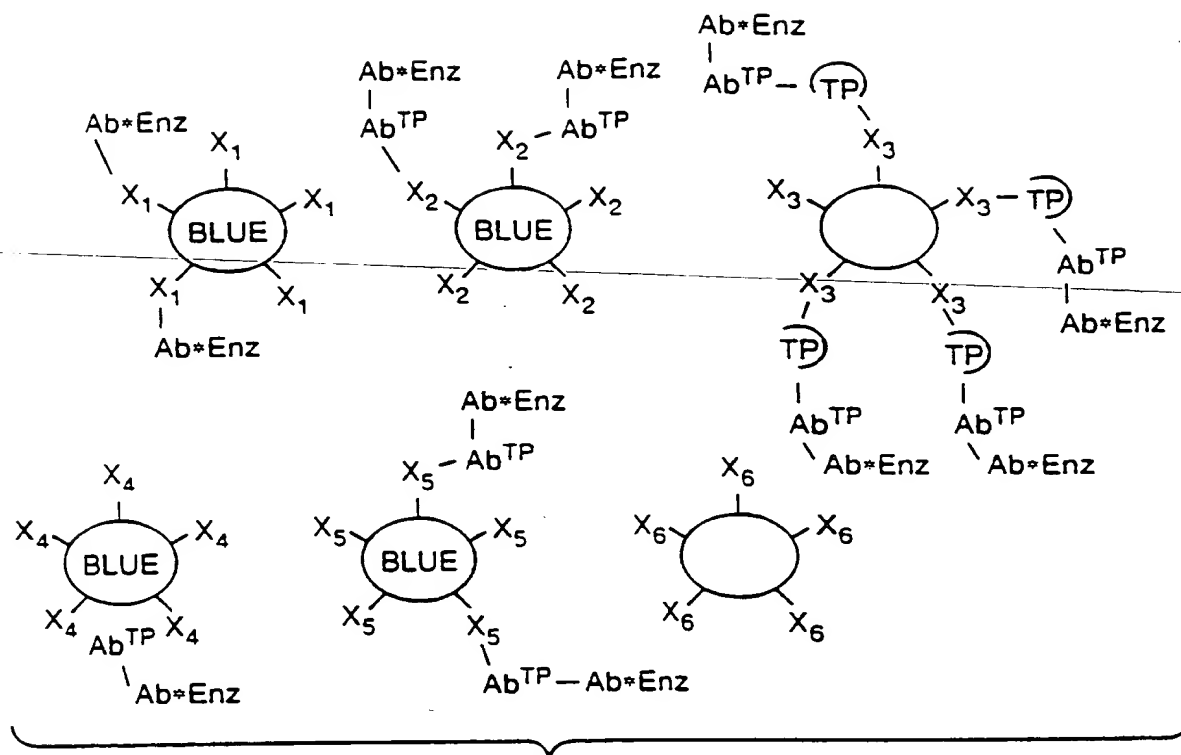 Ab*Enz
X₁
X₁
X₁
BLUE
X₁
X₁
Ab*Enz
Ab*Enz
Ab*Enz
Ab^TP
X₂ — Ab^TP
X₂
X₂
BLUE
X₂
X₂
Ab*Enz
Ab^TP — TP
X₃
X₃
X₃ — TP
Ab^TP
Ab*Enz
X₃
X₃
TP
TP
Ab^TP
Ab^TP
Ab*Enz
Ab*Enz
X₄
X₄
X₄
BLUE
X₄
X₄
Ab^TP
Ab*Enz
Ab*Enz
X₅ — Ab^TP
X₅
X₅
BLUE
X₅
X₅
Ab^TP — Ab*Enz
X₆
X₆
X₆
X₆
X₆